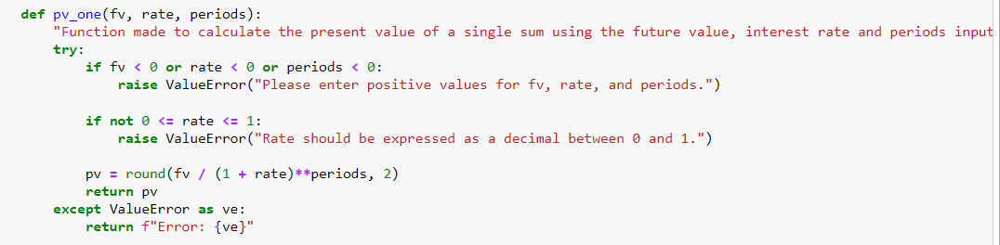 def pv_one(fv, rate, periods):
    "Function made to calculate the present value of a single sum using the future value, interest rate and periods input
    try:
        if fv < 0 or rate < 0 or periods < 0:
            raise ValueError("Please enter positive values for fv, rate, and periods.")
        if not 0 <= rate <= 1:
            raise ValueError("Rate should be expressed as a decimal between 0 and 1.")
        pv = round(fv / (1 + rate)**periods, 2)
        return pv
    except ValueError as ve:
        return f"Error: {ve}"